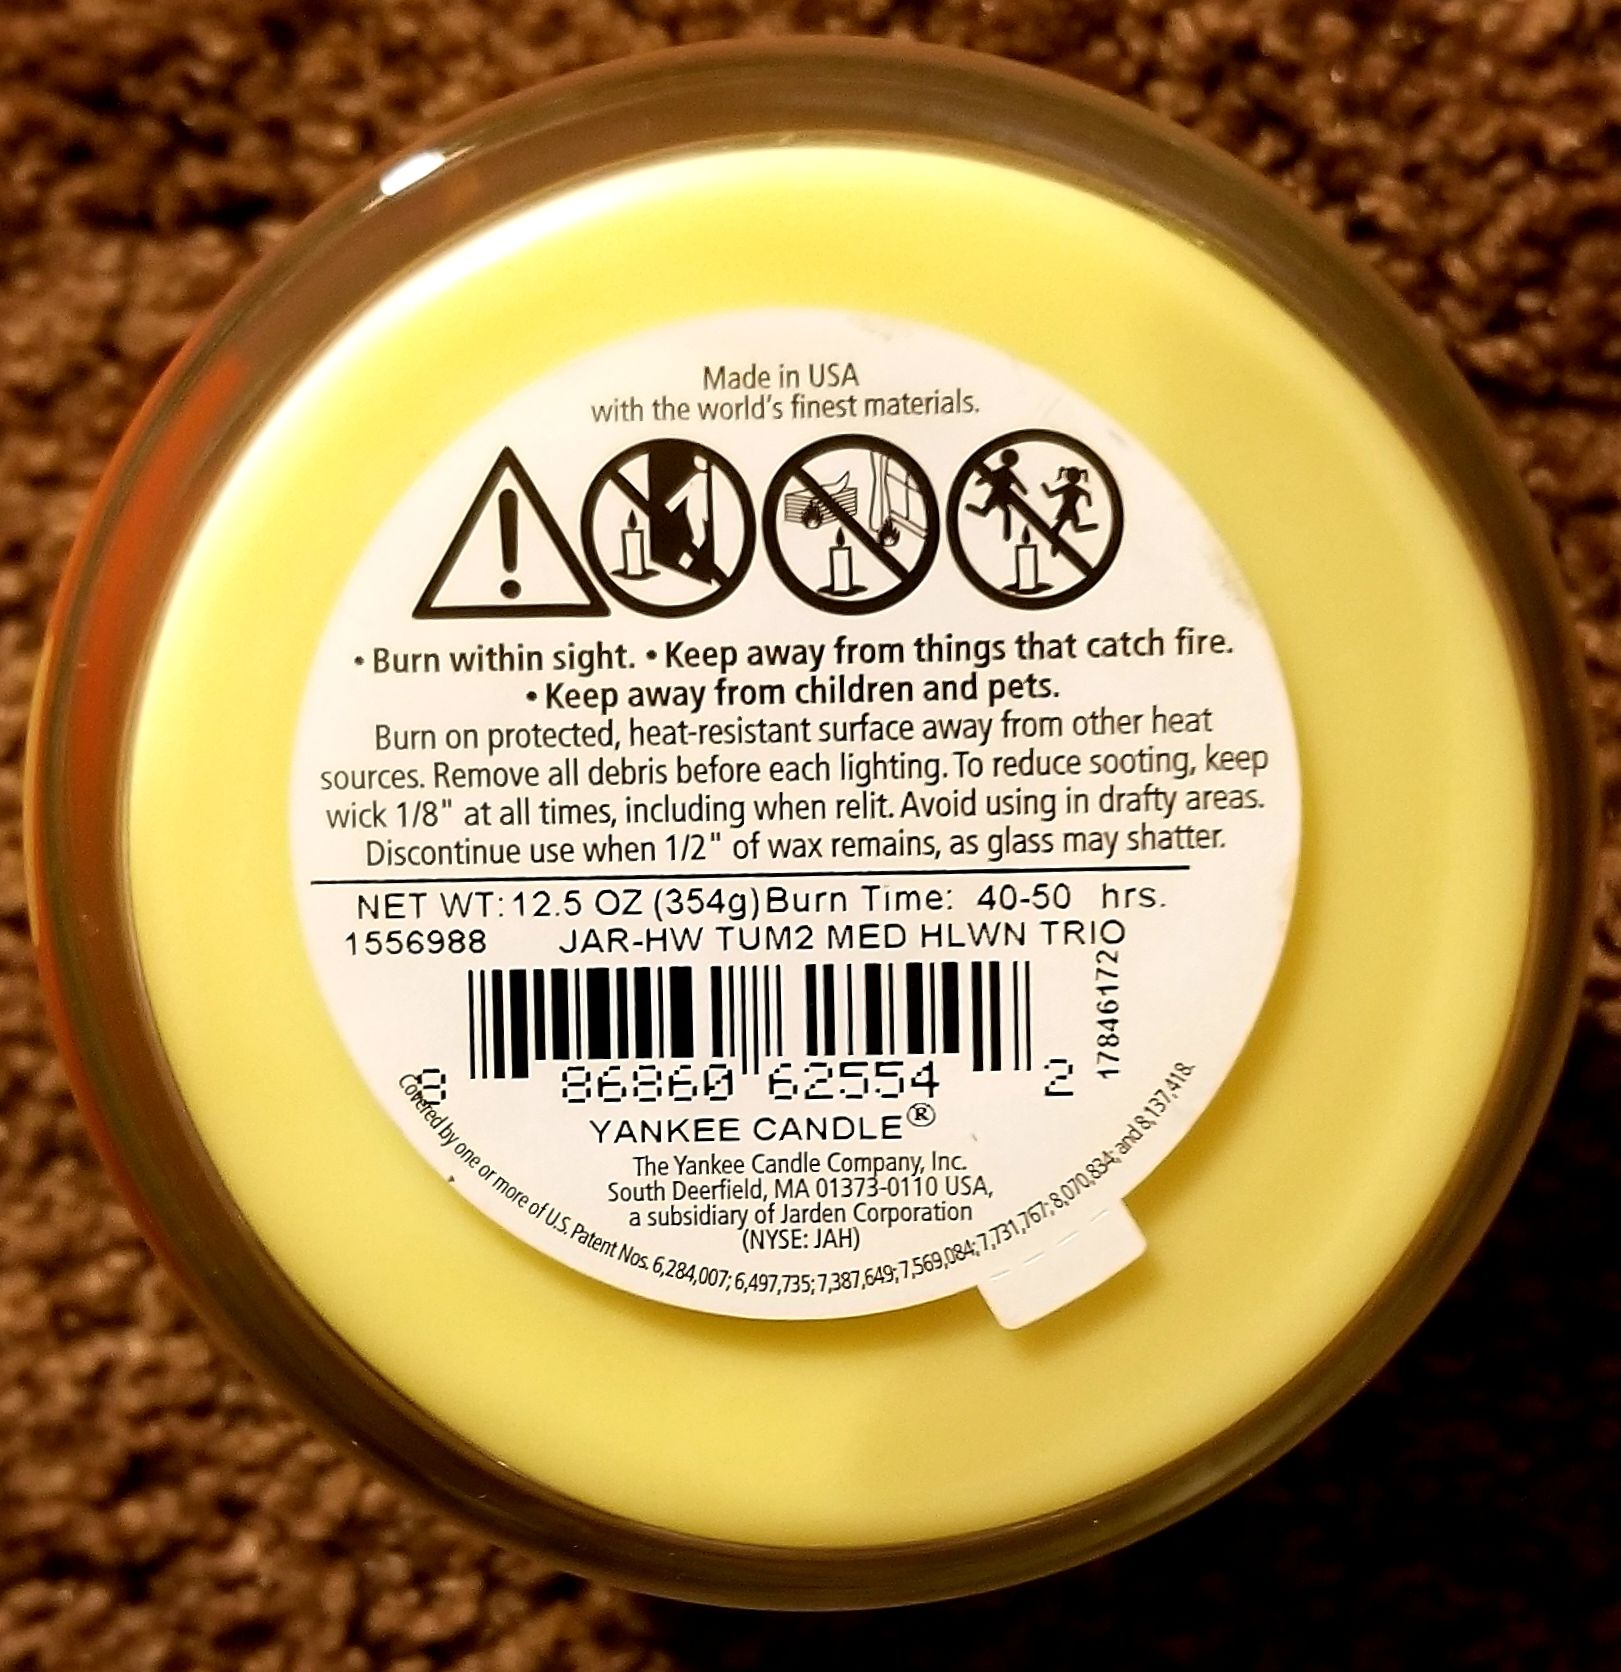 Made in USA
with the world's finest materials.
• Burn within sight. • Keep away from things that catch fire.
• Keep away from children and pets.
Burn on protected, heat-resistant surface away from other heat
sources. Remove all debris before each lighting. To reduce sooting, keep
wick 1/8" at all times, including when relit. Avoid using in drafty areas.
Discontinue use when 1/2" of wax remains, as glass may shatter.
NET WT: 12.5 OZ (354g) Burn Time: 40-50 hrs.
1556988 JAR-HW TUM2 MED HLWN TRIO
17846172
8 86860 62554 2
YANKEE CANDLE®
The Yankee Candle Company, Inc.
South Deerfield, MA 01373-0110 USA,
a subsidiary of Jarden Corporation
(NYSE: JAH)
Covered by one or more of U.S. Patent Nos. 6,284,007; 6,497,735; 7,387,649; 7,569,084; 7,731,767; 8,070,834; and 8,137,418.